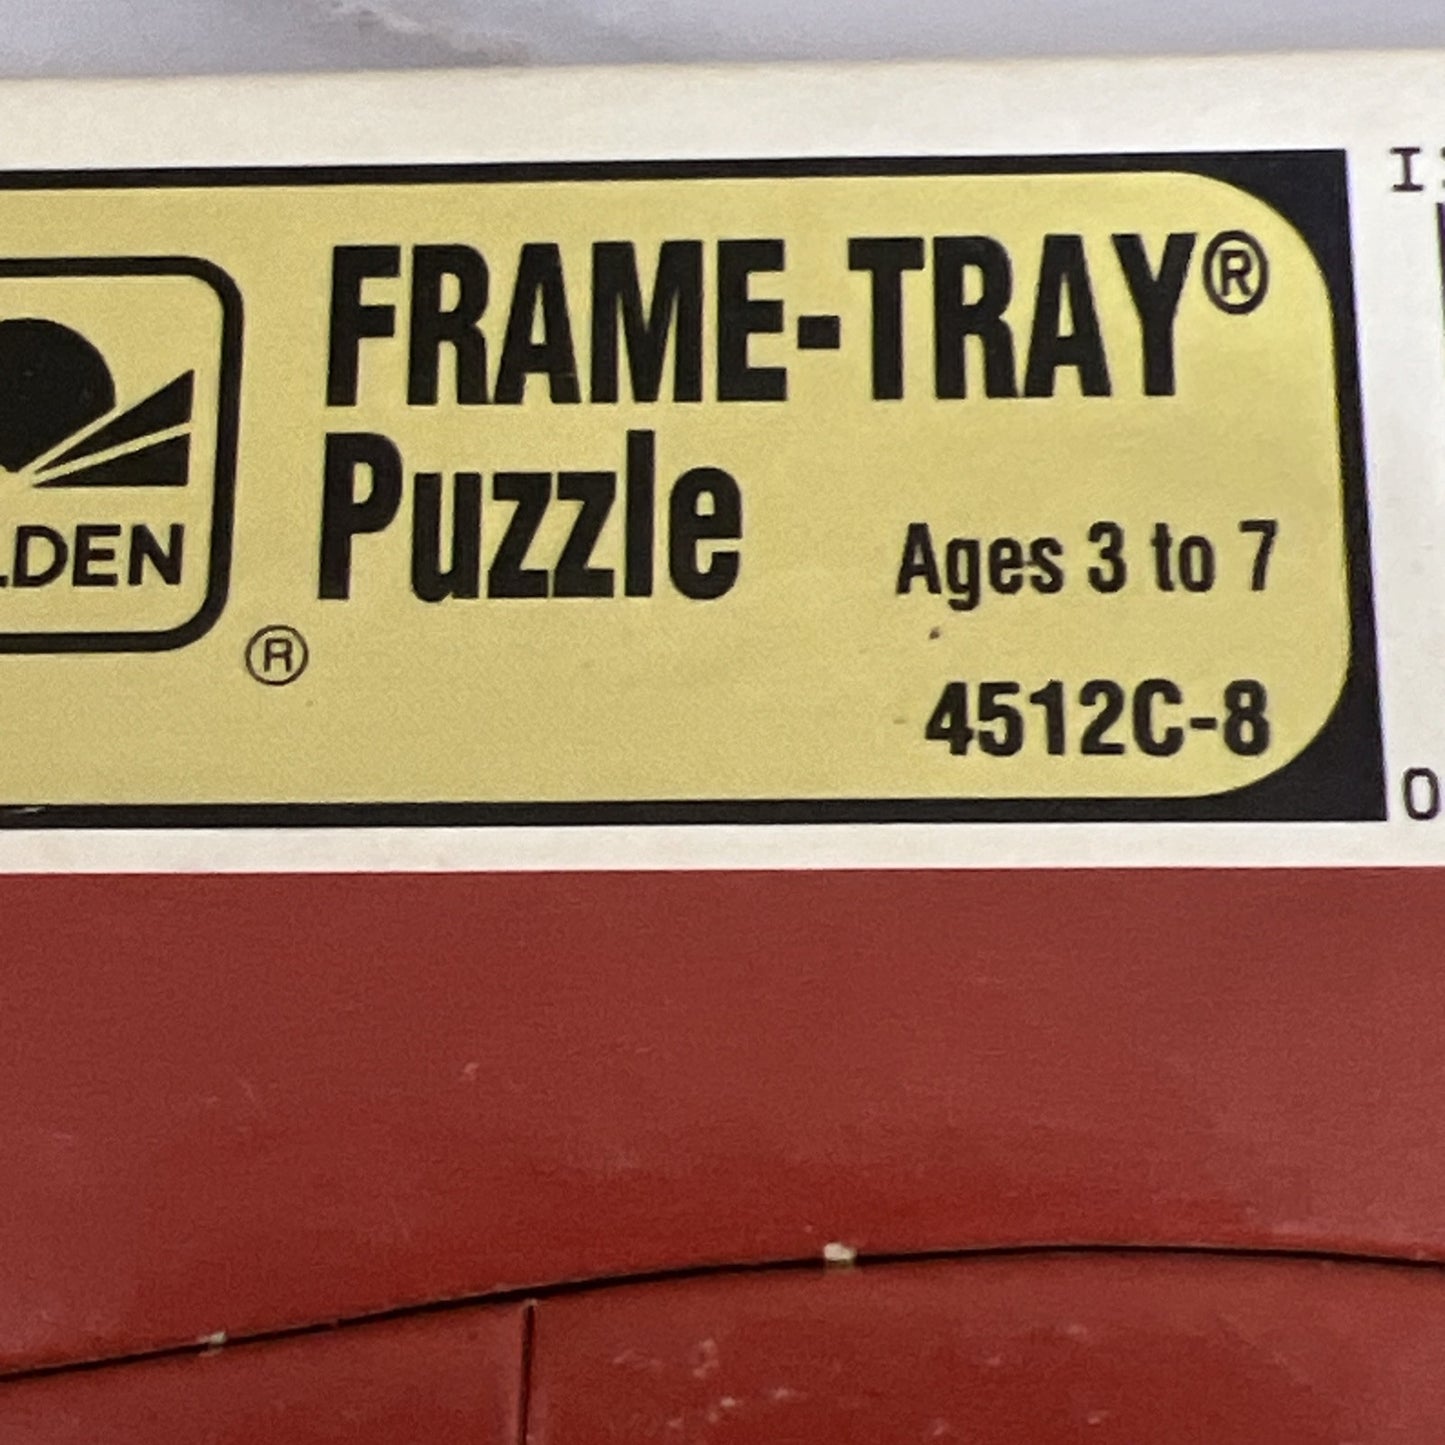 FRAME-TRAY®
Puzzle
LDEN
®
Ages 3 to 7
4512C-8